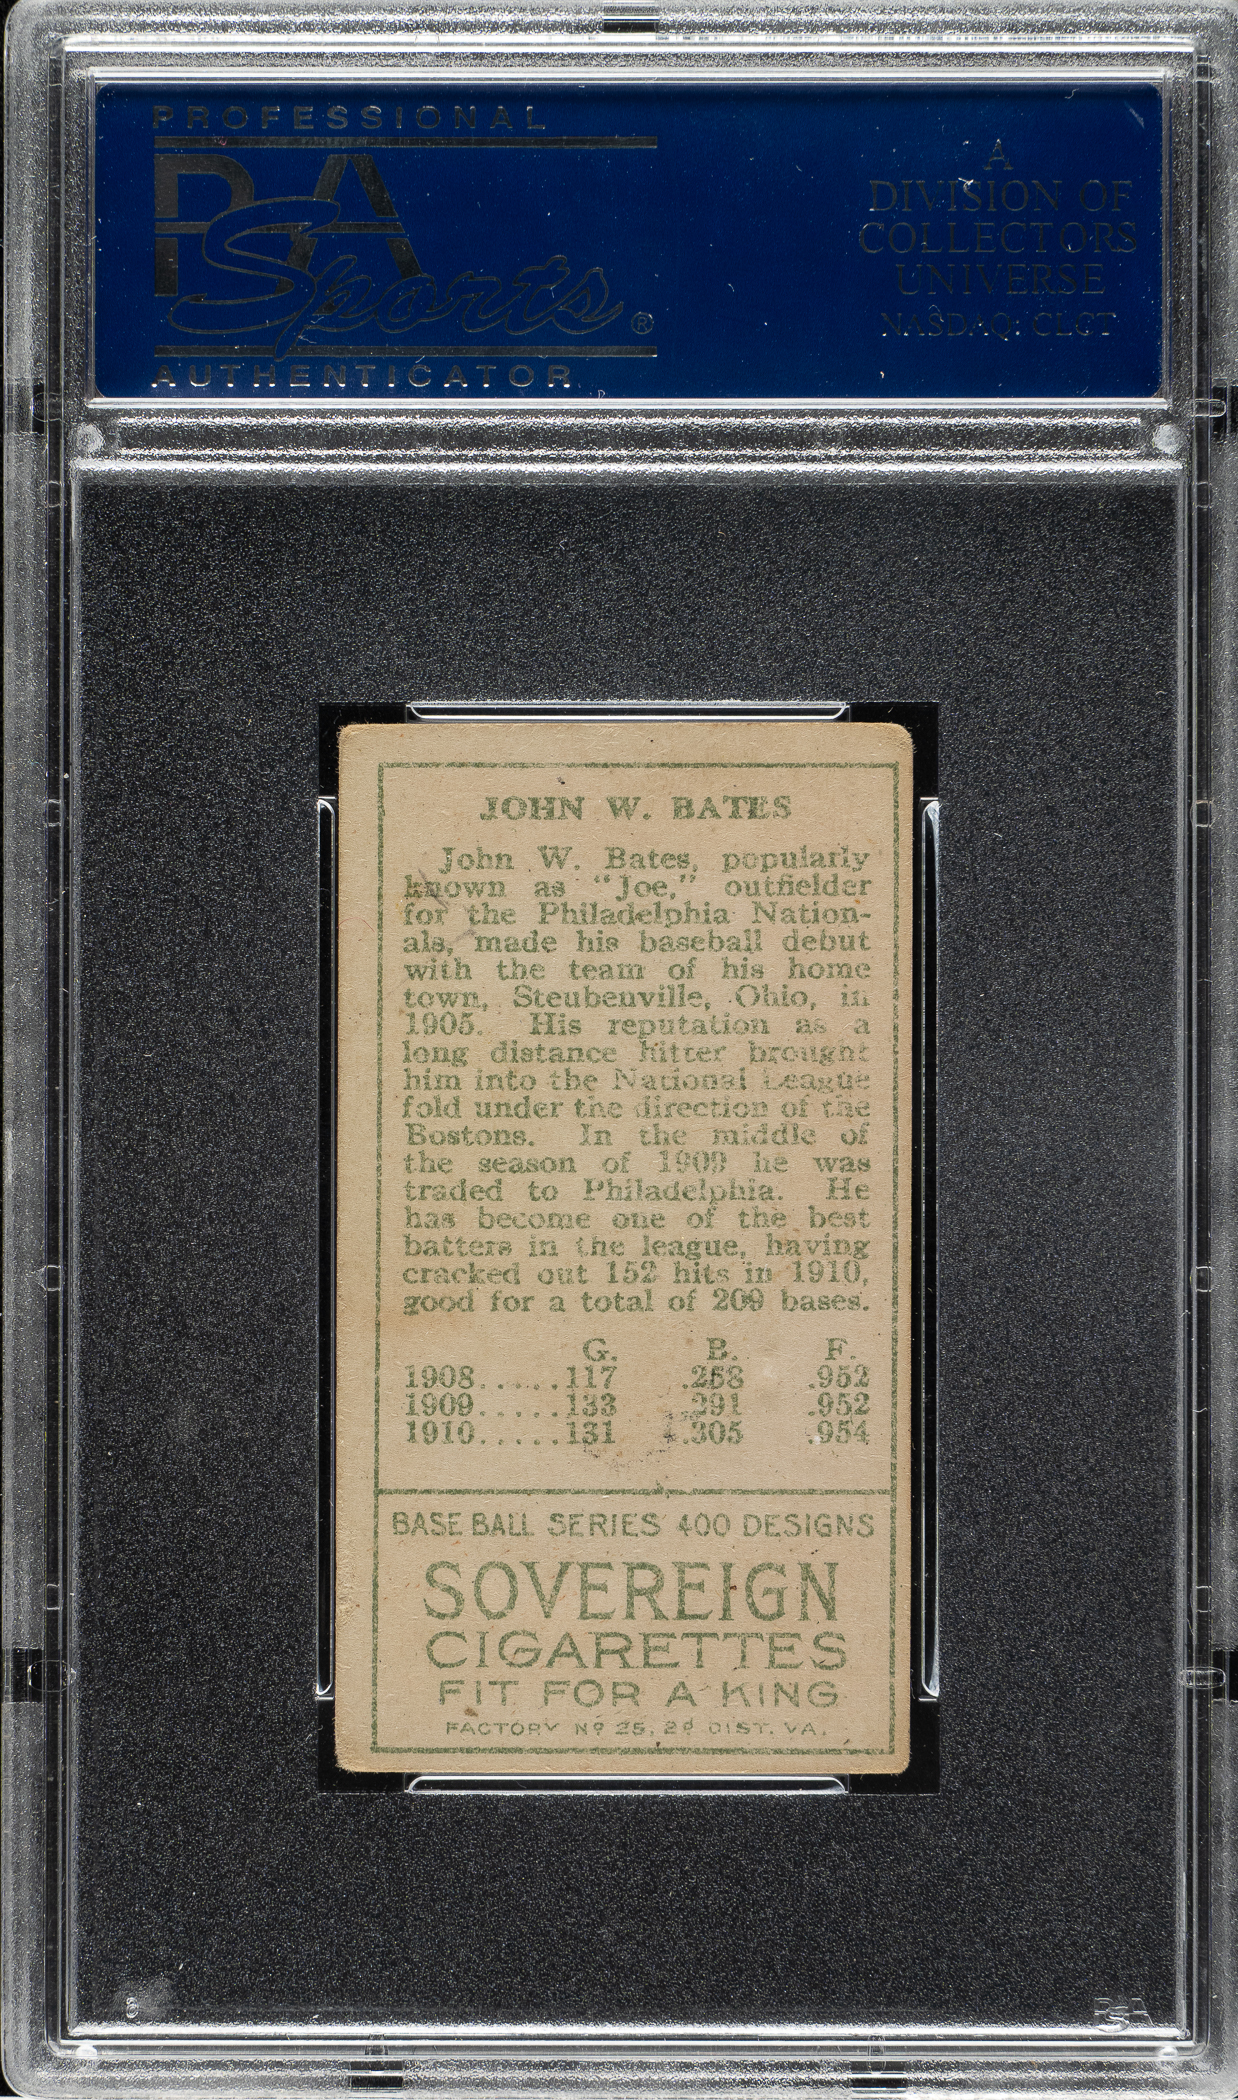 PROFESSIONAL
PSA
Sports®
AUTHENTICATOR
A
DIVISION OF
COLLECTORS
UNIVERSE
NASDAQ: CLCT
JOHN W. BATES
John W. Bates, popularly
known as "Joe," outfielder
for the Philadelphia Nation-
als, made his baseball debut
with the team of his home
town, Steubenville, Ohio, in
1905. His reputation as a
long distance hitter brought
him into the National League
fold under the direction of the
Bostons. In the middle of
the season of 1909 he was
traded to Philadelphia. He
has become one of the best
batters in the league, having
cracked out 152 hits in 1910,
good for a total of 209 bases.
G. B. F.
1908......117 .258 .952
1909......133 .291 .952
1910......131 .305 .954
BASE BALL SERIES 400 DESIGNS
SOVEREIGN
CIGARETTES
FIT FOR A KING
FACTORY Nº 25, 2d DIST. VA.
PSA